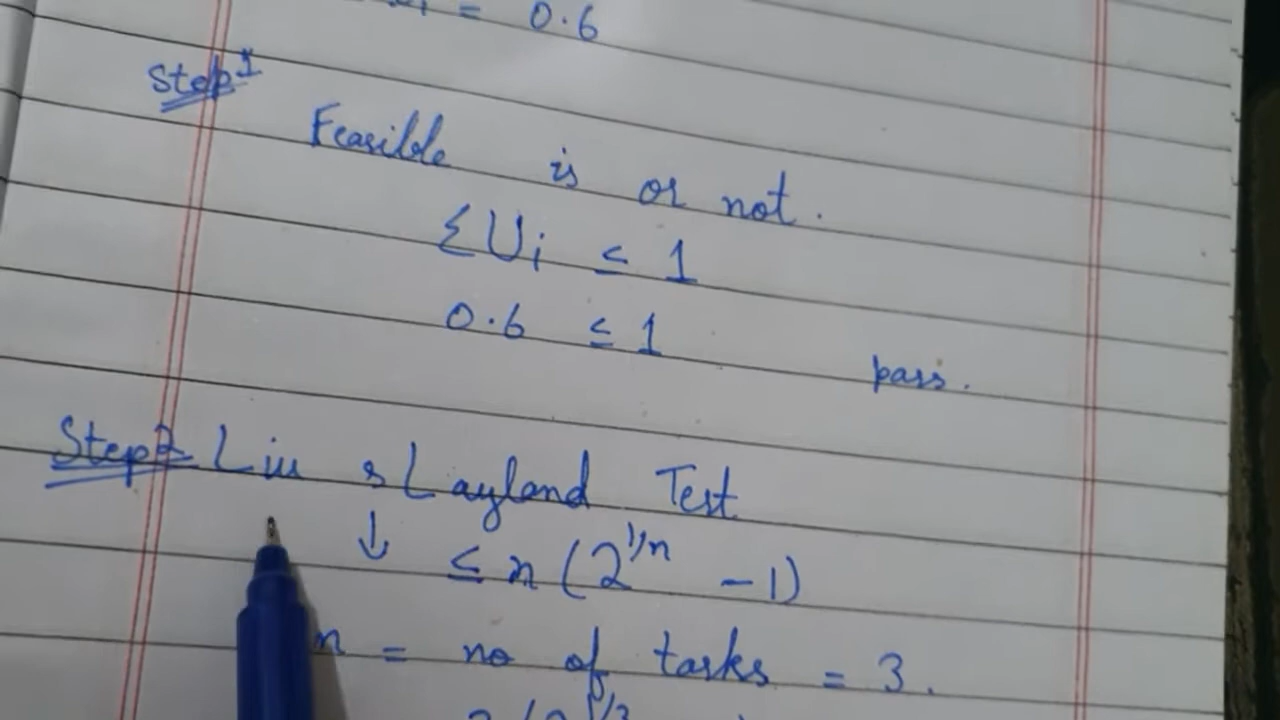 = 0.6
Step 1
Feasible is or not.
ΣUi ≤ 1
0.6 ≤ 1
pass.
Step 2 Liu & Layland Test
↓ ≤ n(2^1/n - 1)
n = no of tasks = 3.